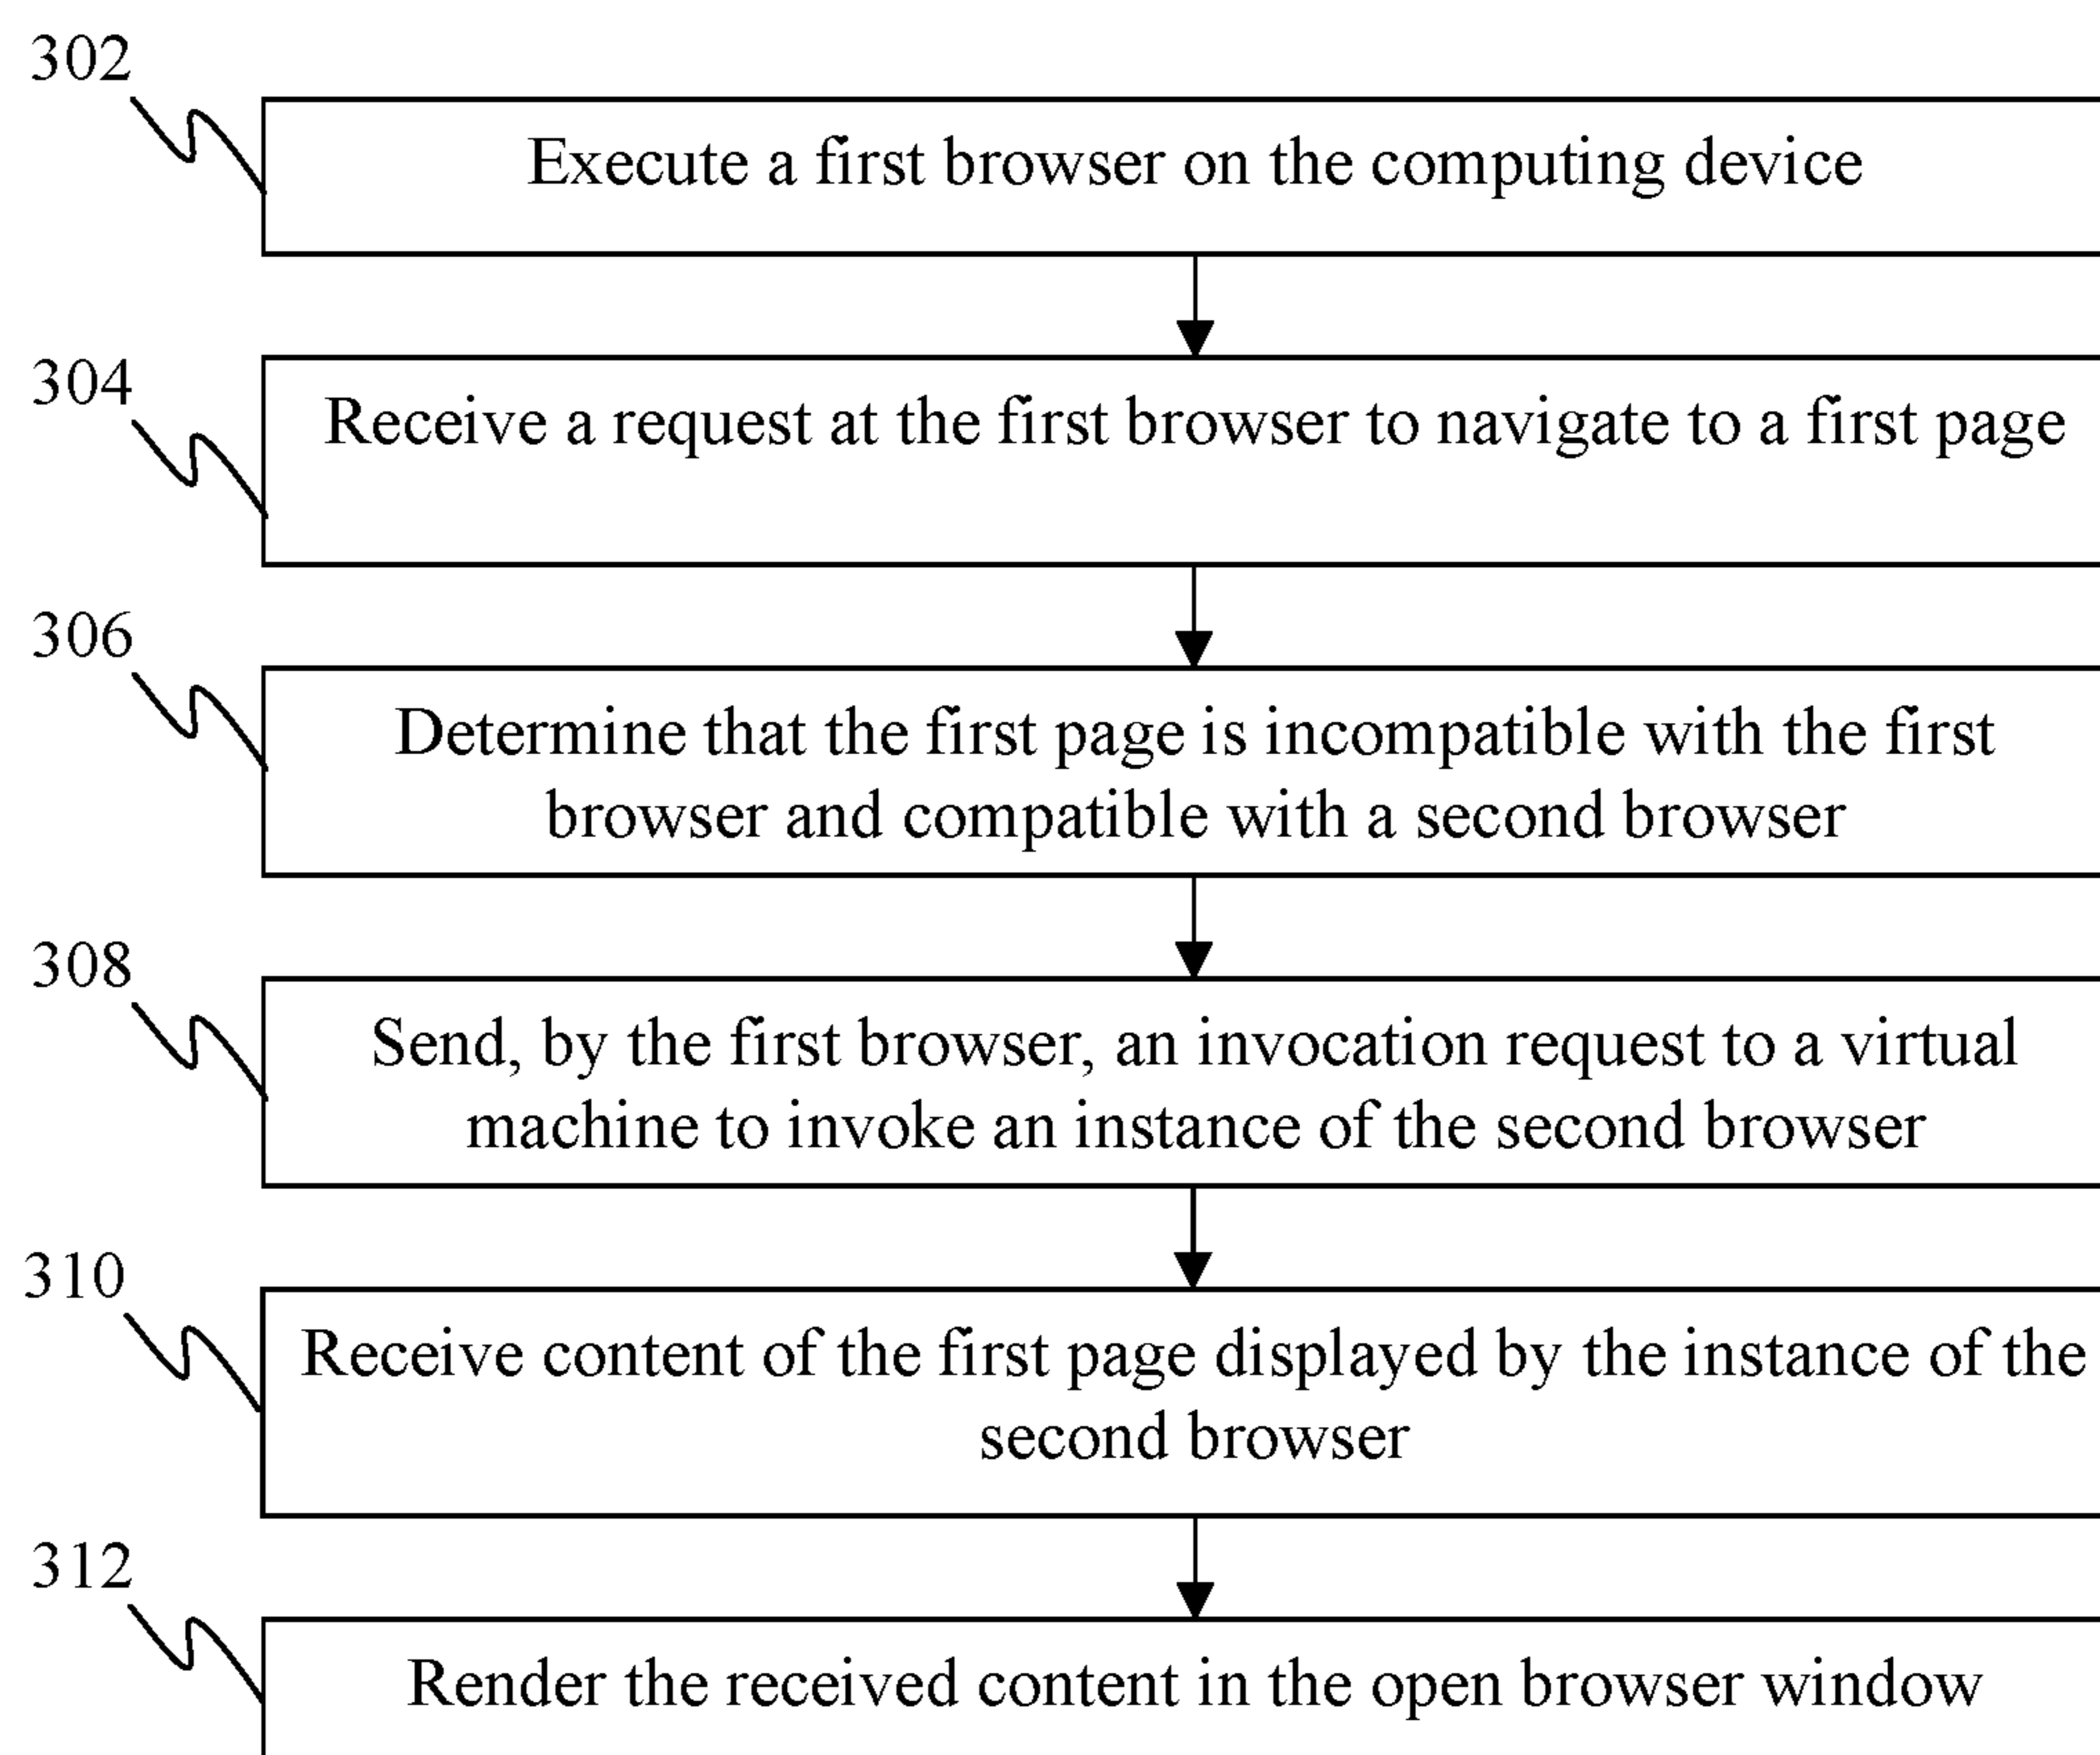 302
Execute a first browser on the computing device
304
Receive a request at the first browser to navigate to a first page
306
Determine that the first page is incompatible with the first
browser and compatible with a second browser
308
Send, by the first browser, an invocation request to a virtual
machine to invoke an instance of the second browser
310
Receive content of the first page displayed by the instance of the
second browser
312
Render the received content in the open browser window